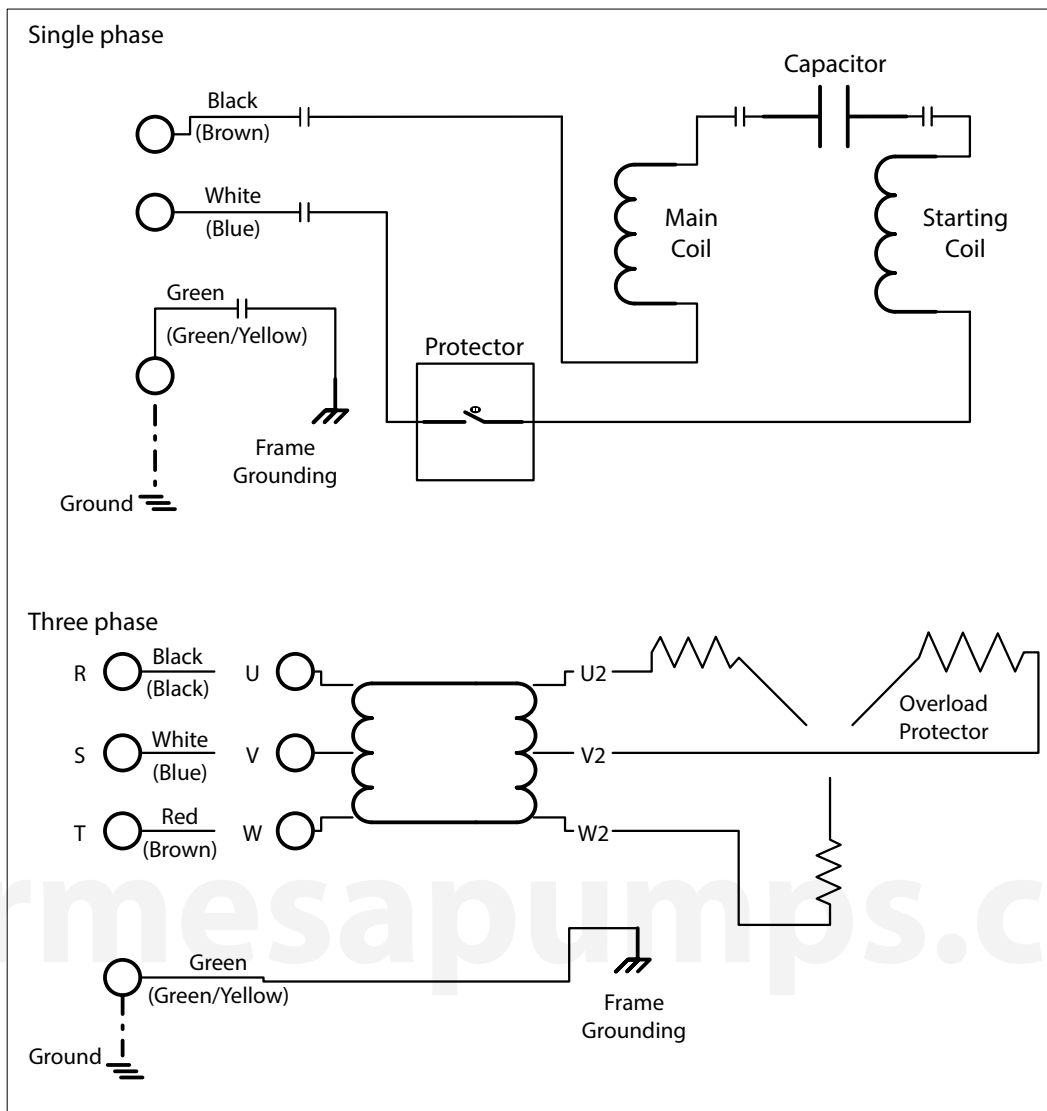 Single phase
Capacitor
Black
(Brown)
White
(Blue)
Main
Coil
Starting
Coil
Green
(Green/Yellow)
Protector
Frame
Grounding
Ground
Three phase
R
Black
(Black)
U
U2
Overload
Protector
S
White
(Blue)
V
V2
T
Red
(Brown)
W
W2
rmesapumps.c
Green
(Green/Yellow)
Frame
Grounding
Ground